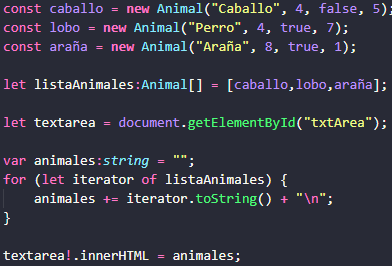 const caballo = new Animal("Caballo", 4, false, 5);
const lobo = new Animal("Perro", 4, true, 7);
const araña = new Animal("Araña", 8, true, 1);
let listaAnimales:Animal[] = [caballo,lobo,araña];
let textarea = document.getElementById("txtArea");
var animales:string = "";
for (let iterator of listaAnimales) {
animales += iterator.toString() + "\n";
}
textarea!.innerHTML = animales;